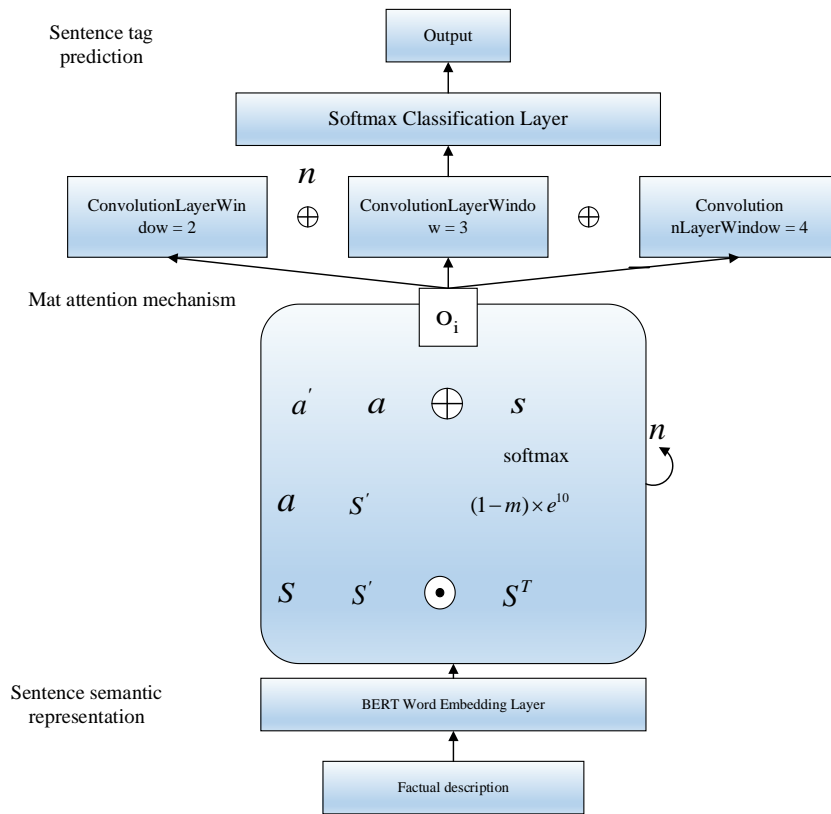 Sentence tag
prediction
Output
Softmax Classification Layer
n
ConvolutionLayerWin
dow = 2
⊕
ConvolutionLayerWindo
w = 3
⊕
Convolution
nLayerWindow = 4
Mat attention mechanism
O_i
a′ a ⊕ s
n
softmax
a S′ (1−m)×e^10
S S′ ⊙ S^T
Sentence semantic
representation
BERT Word Embedding Layer
Factual description